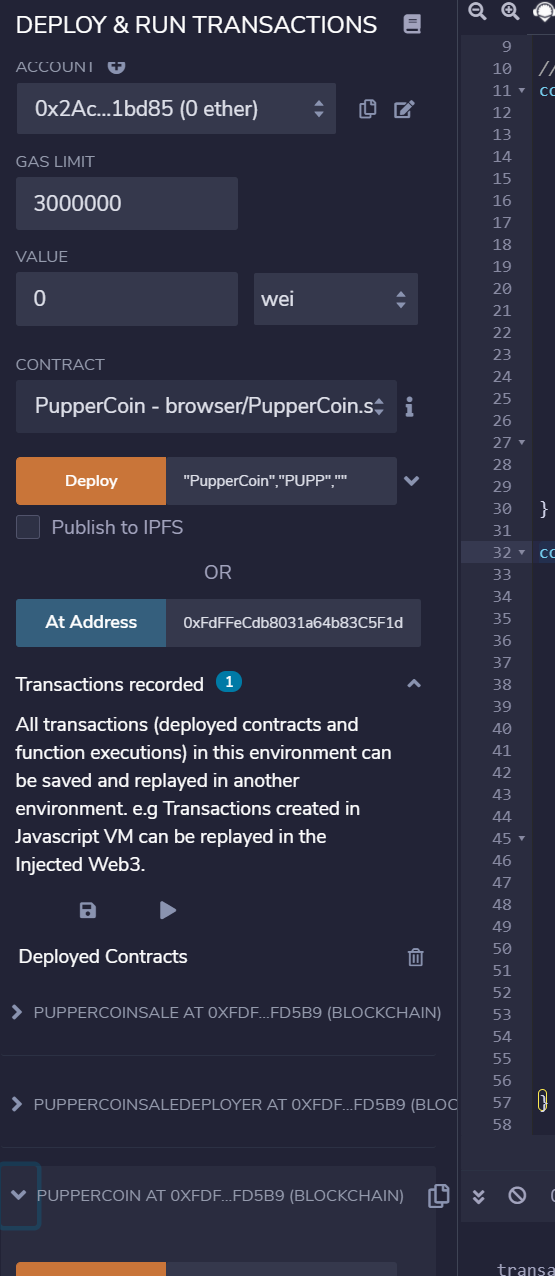 DEPLOY & RUN TRANSACTIONS
ACCOUNT
0x2Ac...1bd85 (0 ether)
GAS LIMIT
3000000
VALUE
0
wei
CONTRACT
PupperCoin - browser/PupperCoin.s
Deploy
"PupperCoin","PUPP",""
Publish to IPFS
OR
At Address
0xFdFFeCdb8031a64b83C5F1d
Transactions recorded 1
All transactions (deployed contracts and
function executions) in this environment can
be saved and replayed in another
environment. e.g Transactions created in
Javascript VM can be replayed in the
Injected Web3.
Deployed Contracts
PUPPERCOINSALE AT 0XFDF...FD5B9 (BLOCKCHAIN)
PUPPERCOINSALEDEPLOYER AT 0XFDF...FD5B9 (BLOC
PUPPERCOIN AT 0XFDF...FD5B9 (BLOCKCHAIN)
9
10 //
11 co
12
13
14
15
16
17
18
19
20
21
22
23
24
25
26
27
28
29
30 }
31
32 co
33
34
35
36
37
38
39
40
41
42
43
44
45
46
47
48
49
50
51
52
53
54
55
56
57 }
58
transa